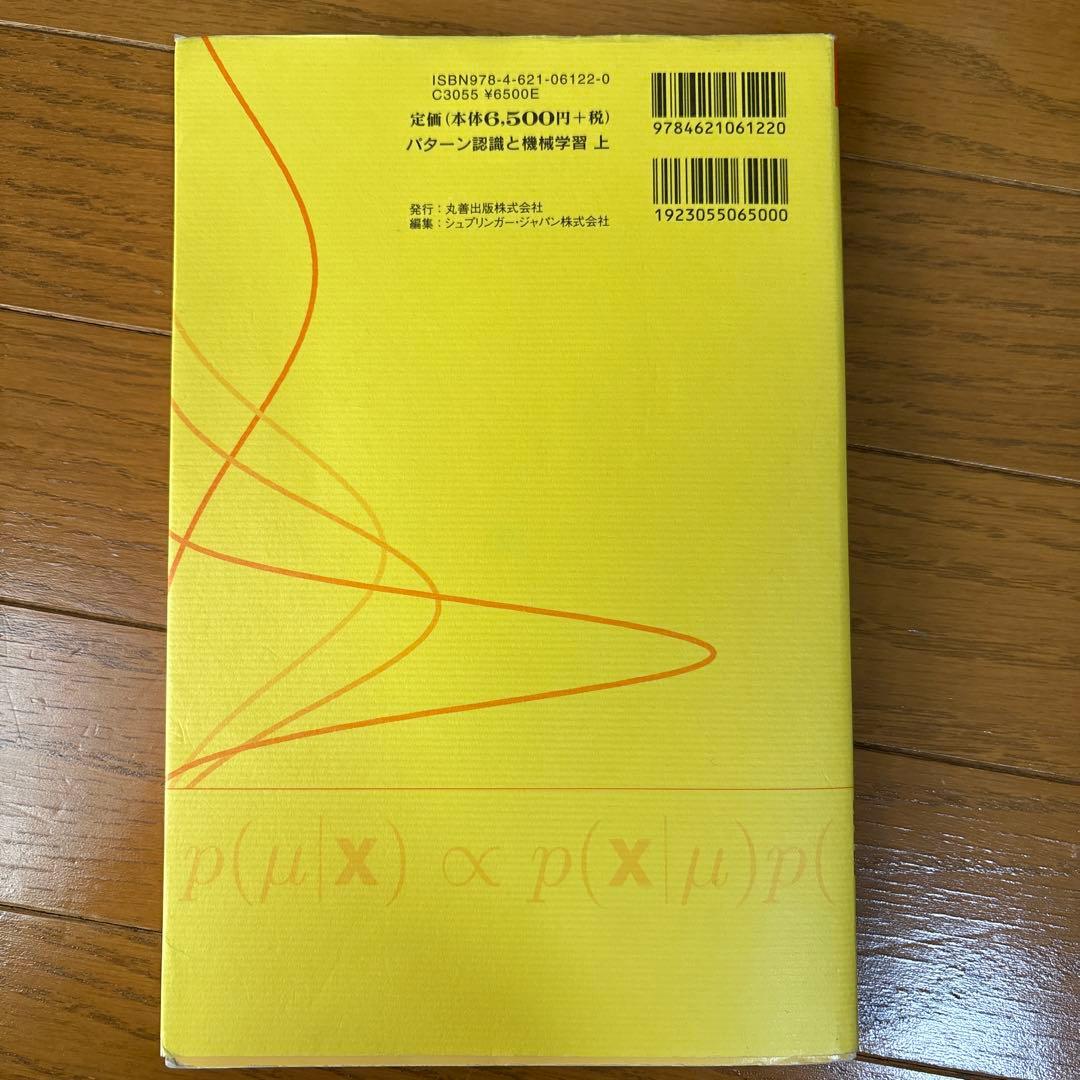 ISBN978-4-621-06122-0
C3055 ¥6500E
定価(本体6,500円+税)
パターン認識と機械学習 上
発行:丸善出版株式会社
編集:シュプリンガー・ジャパン株式会社
9784621061220
1923055065000
p(μ|x) ∝ p(x|μ)p(